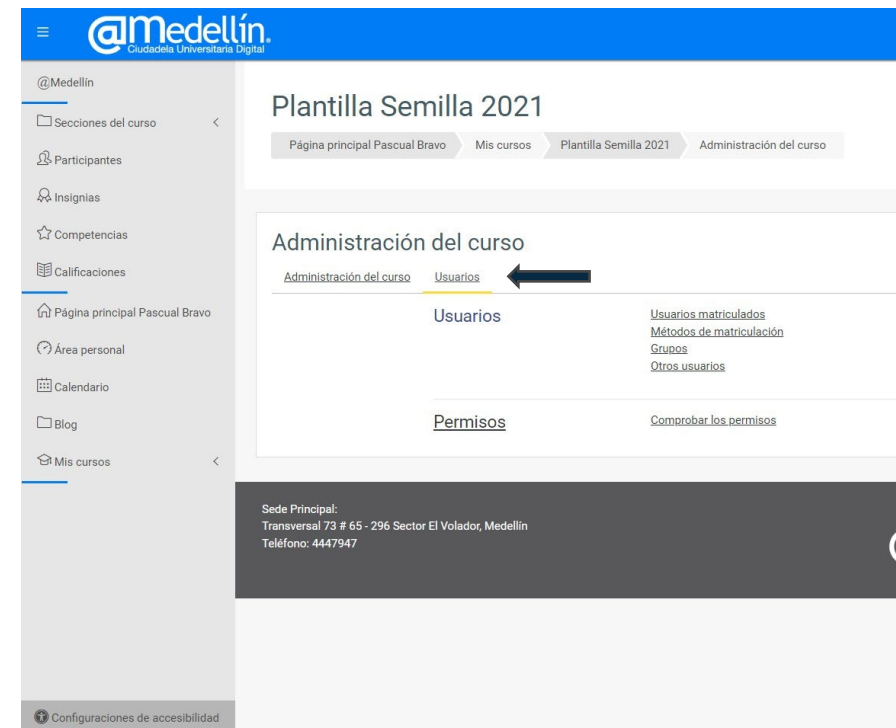 @Medellín.
Ciudadela Universitaria Digital
@Medellín
Secciones del curso
Participantes
Insignias
Competencias
Calificaciones
Página principal Pascual Bravo
Área personal
Calendario
Blog
Mis cursos
Configuraciones de accesibilidad
Plantilla Semilla 2021
Página principal Pascual Bravo Mis cursos Plantilla Semilla 2021 Administración del curso
Administración del curso
Administración del curso Usuarios
Usuarios
Usuarios matriculados
Métodos de matriculación
Grupos
Otros usuarios
Permisos
Comprobar los permisos
Sede Principal:
Transversal 73 # 65 - 296 Sector El Volador, Medellín
Teléfono: 4447947